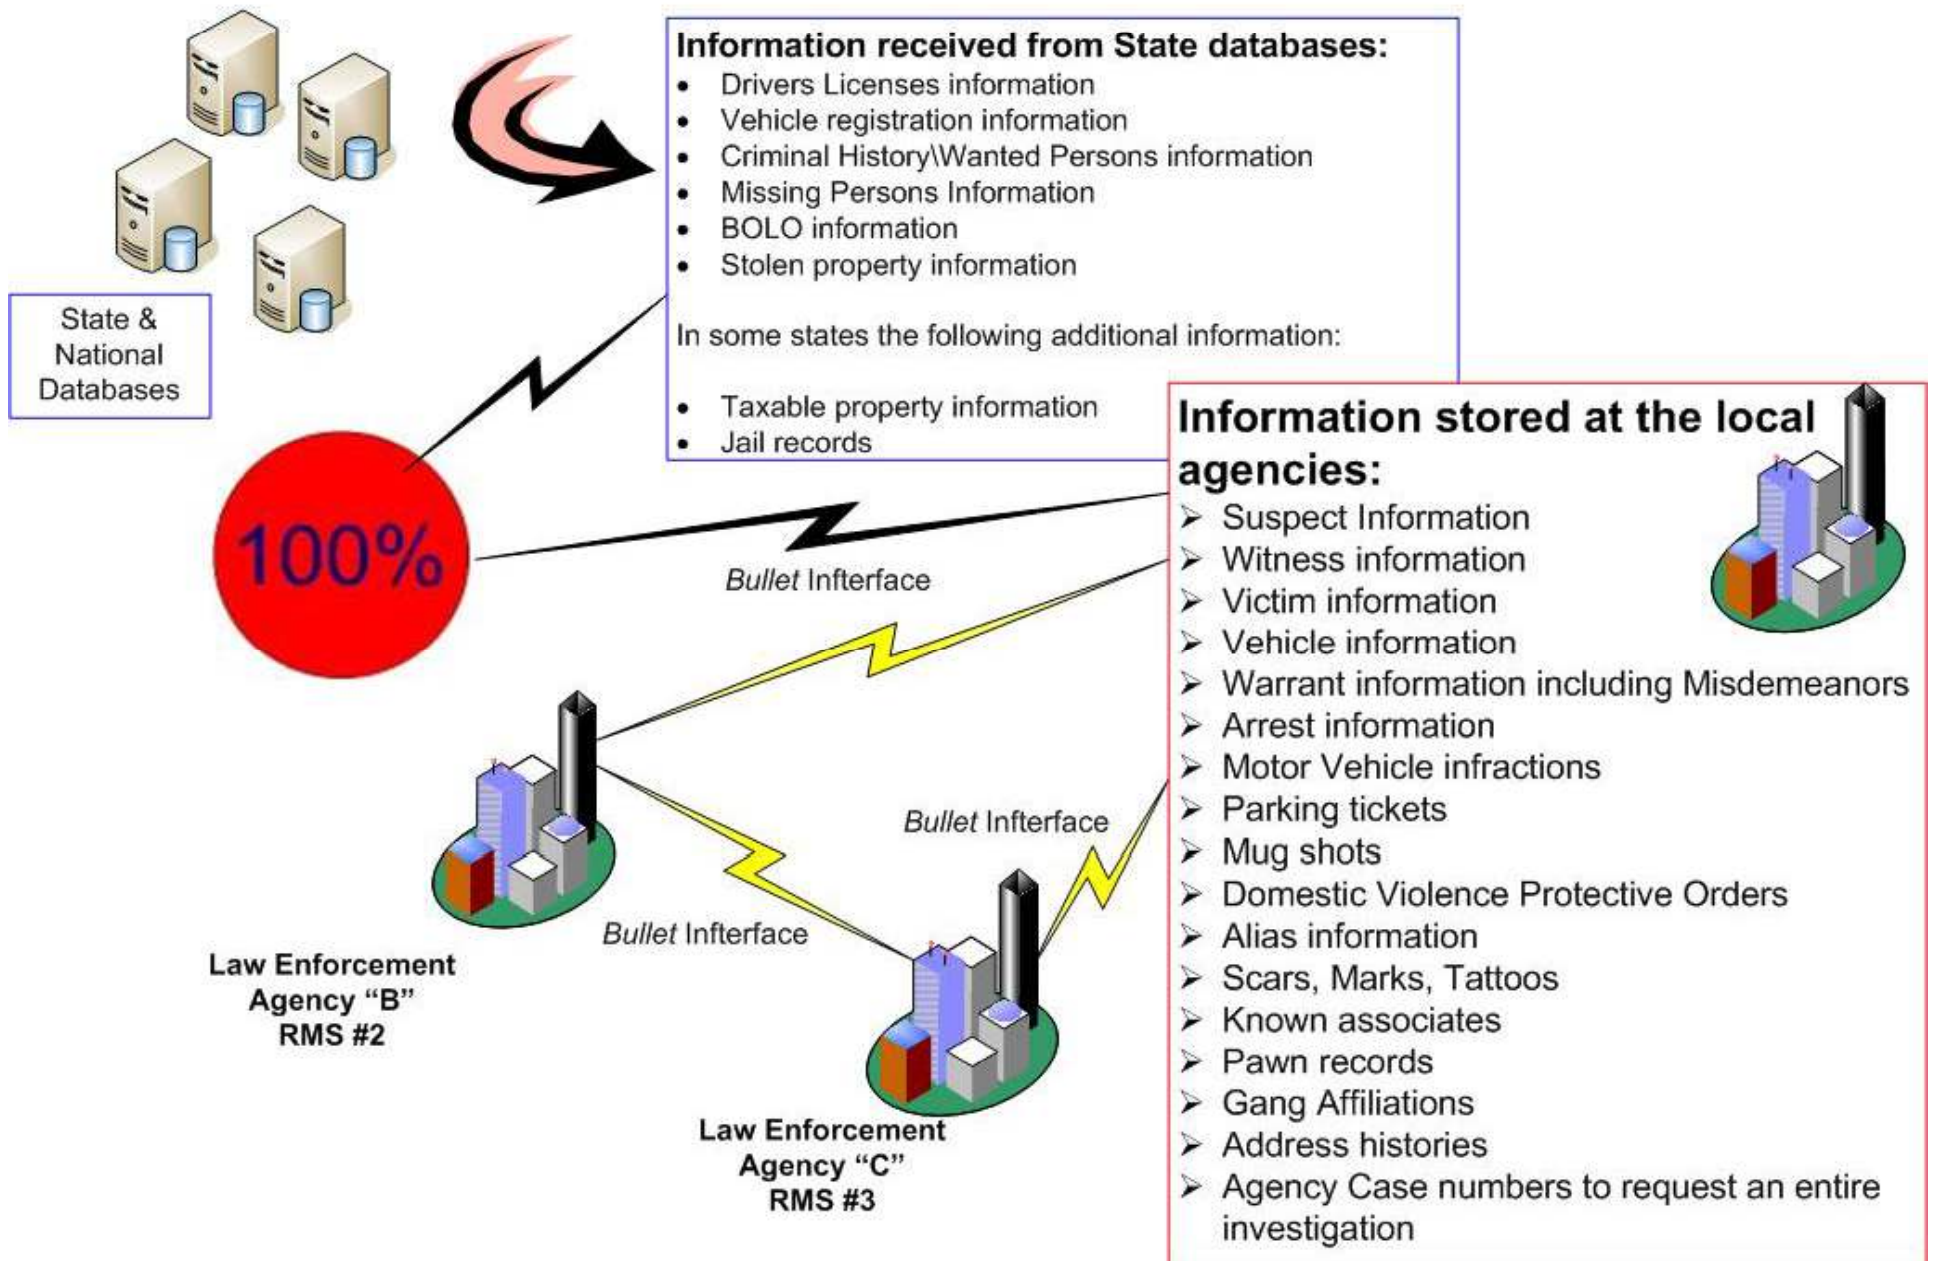 Information received from State databases:
• Drivers Licenses information
• Vehicle registration information
• Criminal History\Wanted Persons information
• Missing Persons Information
• BOLO information
• Stolen property information
In some states the following additional information:
• Taxable property information
• Jail records
State &
National
Databases
100%
Information stored at the local
agencies:
➢ Suspect Information
➢ Witness information
➢ Victim information
➢ Vehicle information
➢ Warrant information including Misdemeanors
➢ Arrest information
➢ Motor Vehicle infractions
➢ Parking tickets
➢ Mug shots
➢ Domestic Violence Protective Orders
➢ Alias information
➢ Scars, Marks, Tattoos
➢ Known associates
➢ Pawn records
➢ Gang Affiliations
➢ Address histories
➢ Agency Case numbers to request an entire
investigation
Bullet Infterface
Bullet Infterface
Bullet Infterface
Law Enforcement
Agency “B”
RMS #2
Law Enforcement
Agency “C”
RMS #3